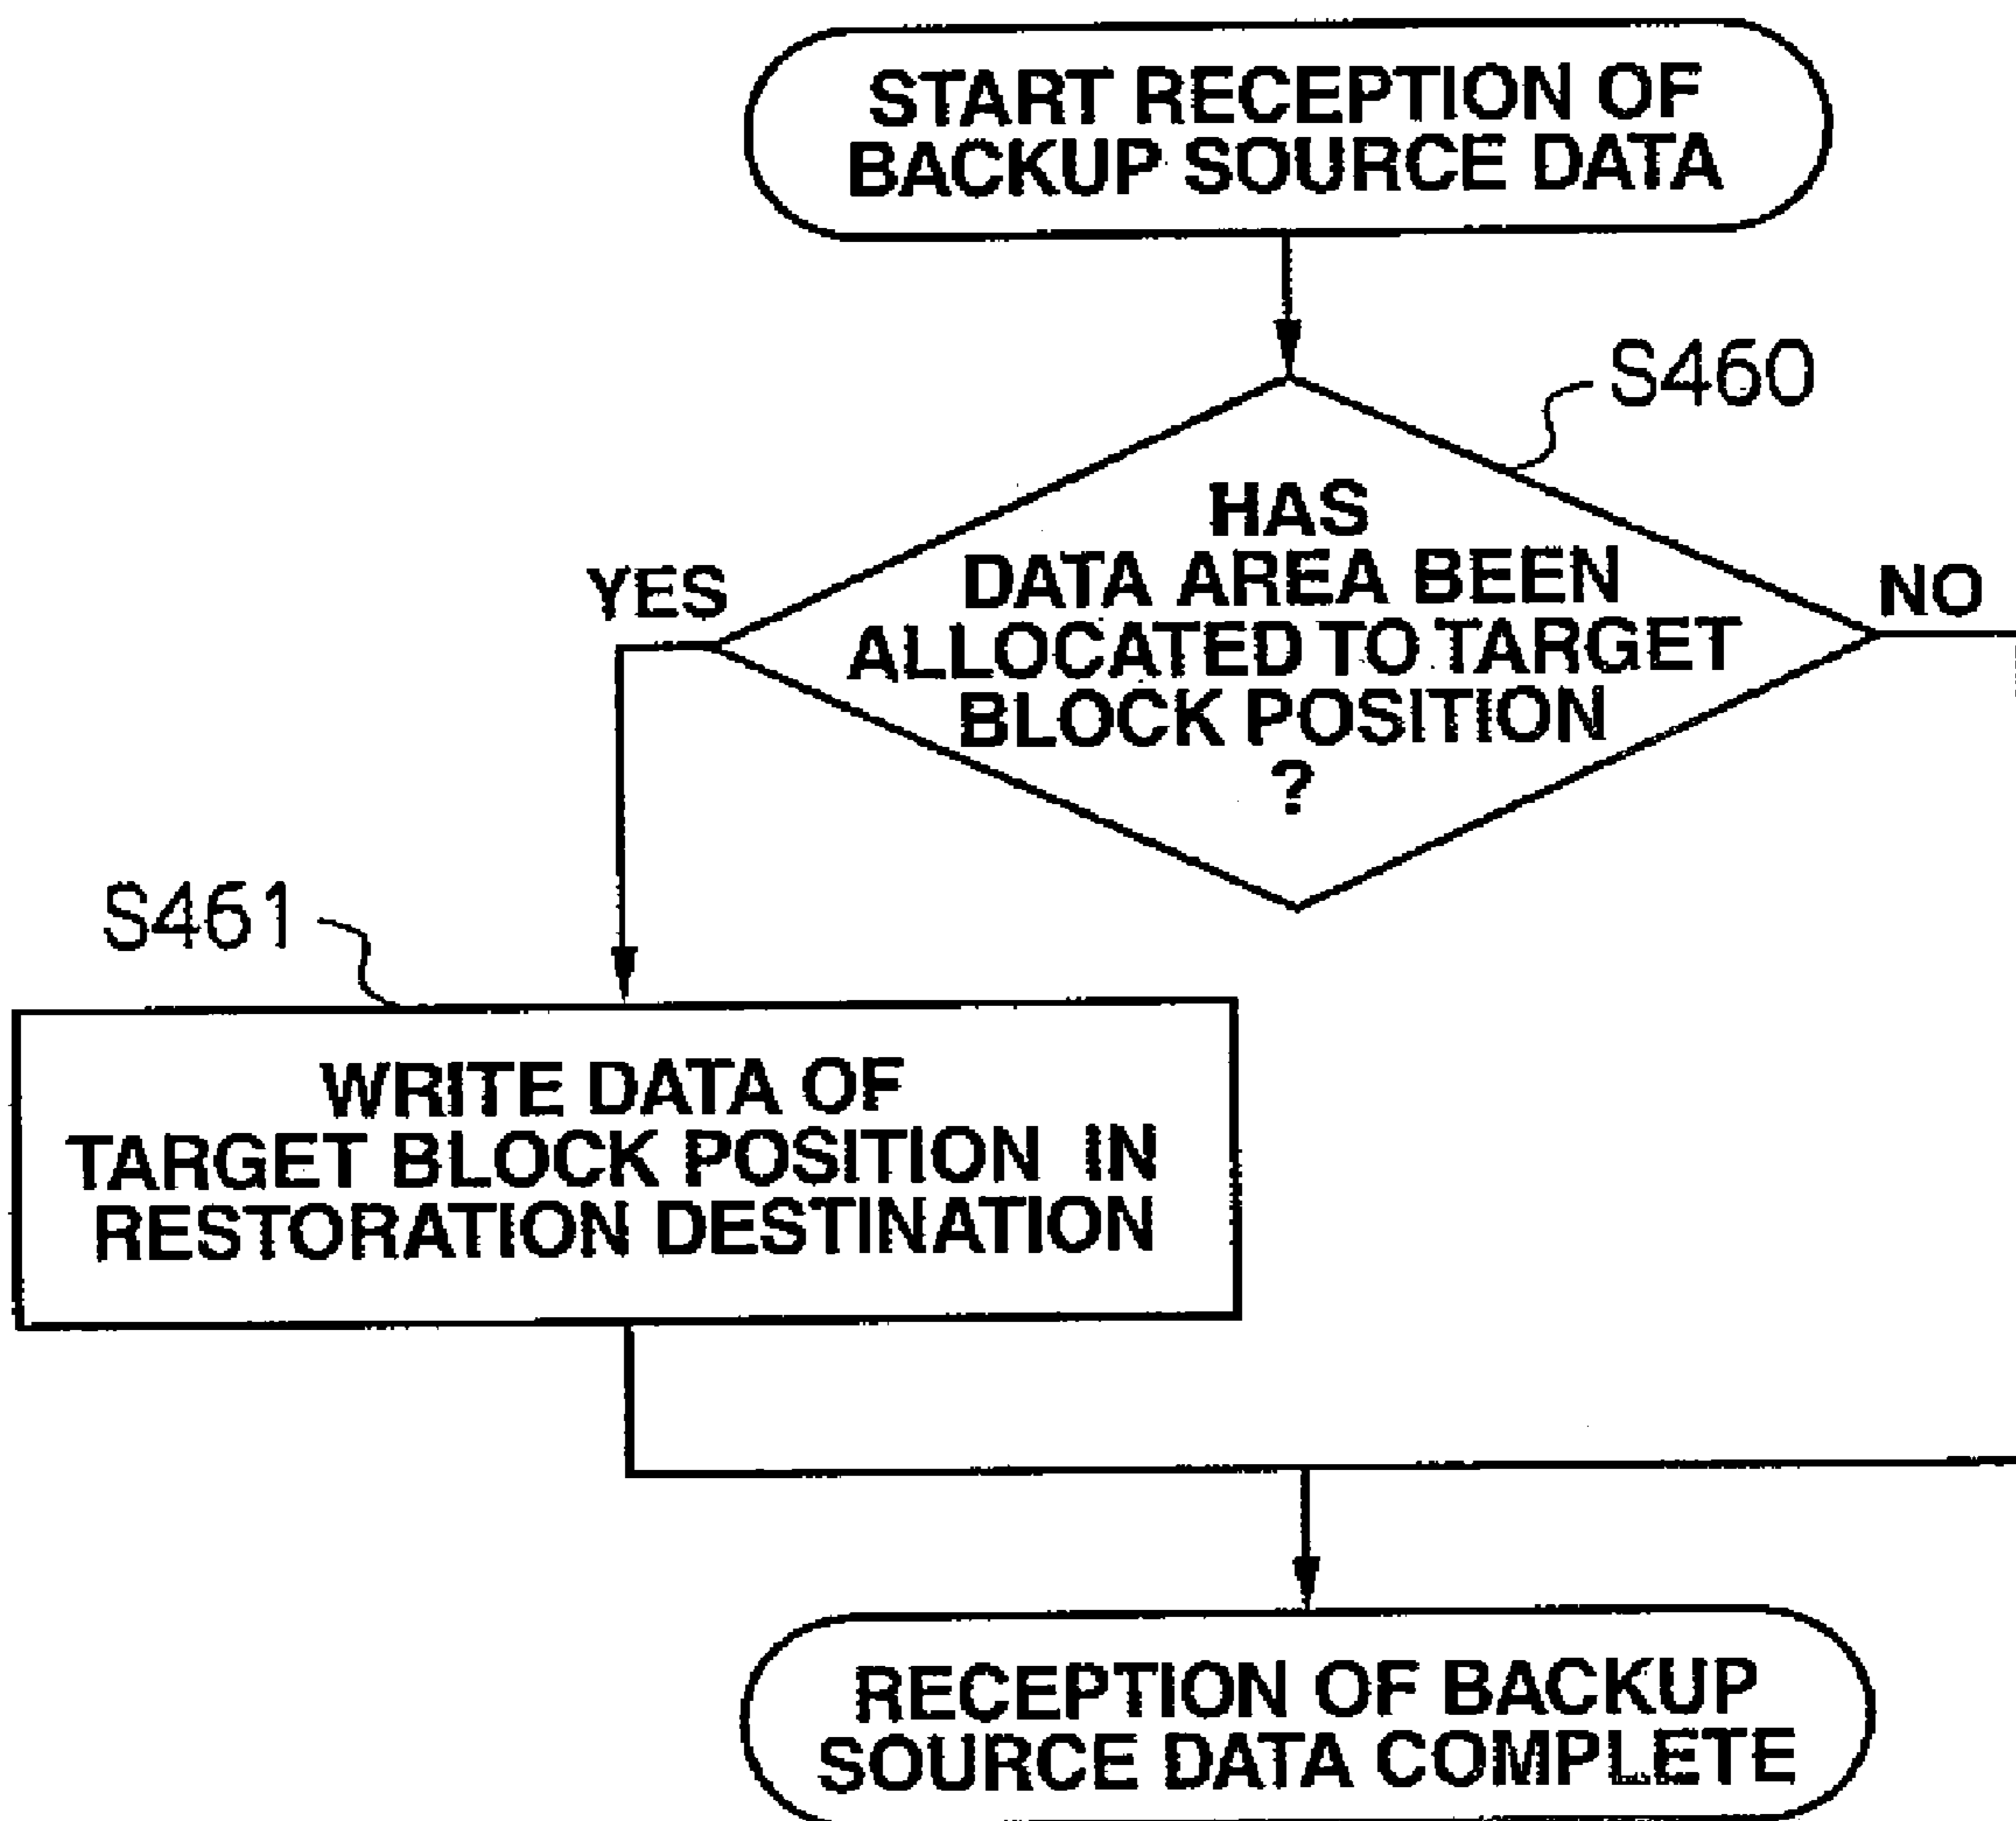 START RECEPTION OF
BACKUP SOURCE DATA
S460
HAS
DATA AREA BEEN
ALLOCATED TO TARGET
BLOCK POSITION
?
YES
NO
S461
WRITE DATA OF
TARGET BLOCK POSITION IN
RESTORATION DESTINATION
RECEPTION OF BACKUP
SOURCE DATA COMPLETE